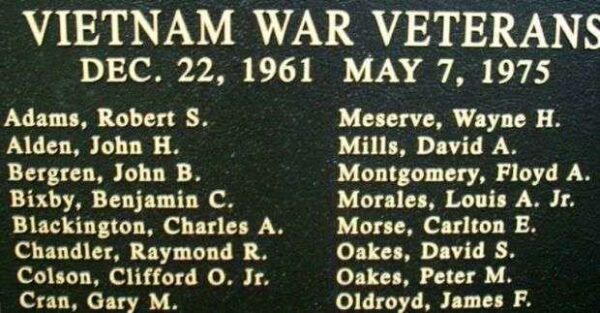 VIETNAM WAR VETERANS
DEC. 22, 1961 MAY 7, 1975
Adams, Robert S.
Alden, John H.
Bergren, John B.
Bixby, Benjamin C.
Blackington, Charles A.
Chandler, Raymond R.
Colson, Clifford O. Jr.
Cran, Gary M.
Meserve, Wayne H.
Mills, David A.
Montgomery, Floyd A.
Morales, Louis A. Jr.
Morse, Carlton E.
Oakes, David S.
Oakes, Peter M.
Oldroyd, James F.